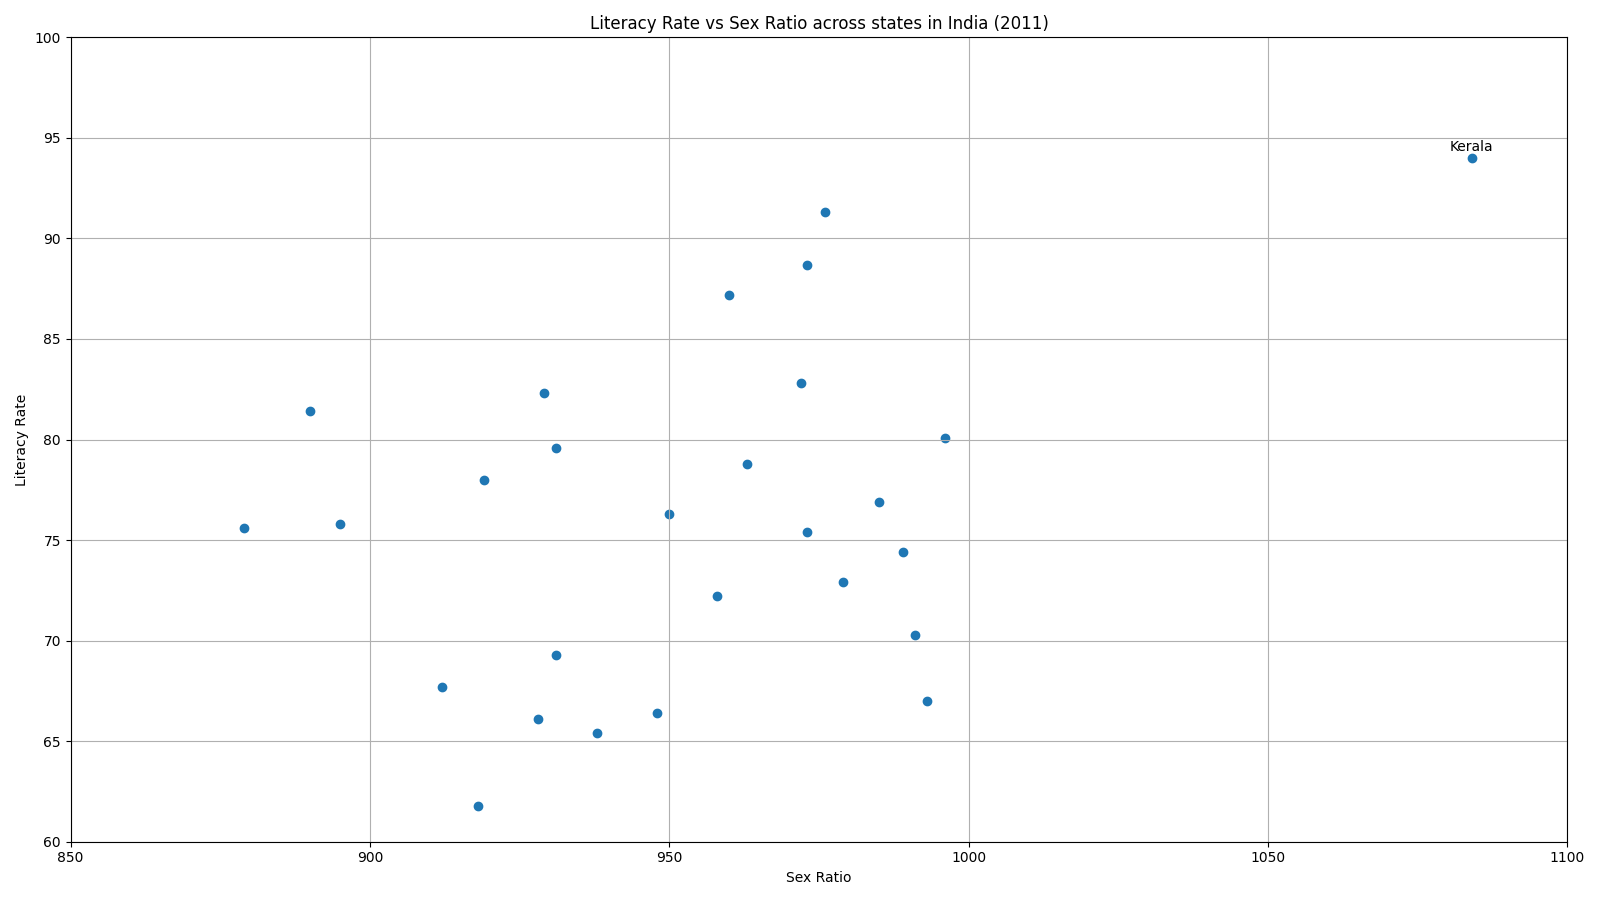 Literacy Rate vs Sex Ratio across states in India (2011)
100
95
Kerala
90
85
80
75
70
65
60
Literacy Rate
850 900 950 1000 1050 1100
Sex Ratio